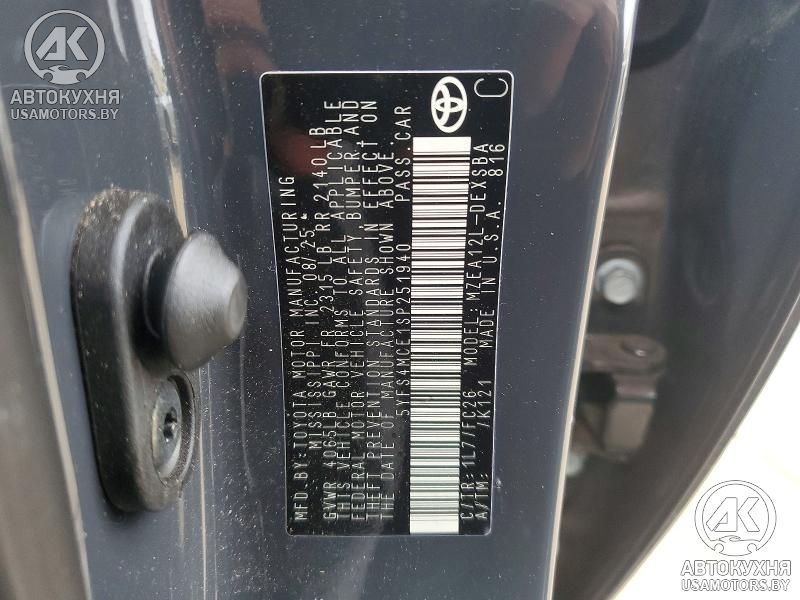 AK
АВТОКУХНЯ
USAMOTORS.BY
MFD. BY: TOYOTA MOTOR MANUFACTURING
MISSISSIPPI, INC. 08/25
GVWR 4065LB GAWR FR 2315 LB RR 2140 LB
THIS VEHICLE CONFORMS TO ALL APPLICABLE
FEDERAL MOTOR VEHICLE SAFETY, BUMPER, AND
THEFT PREVENTION STANDARDS IN EFFECT ON
THE DATE OF MANUFACTURE SHOWN ABOVE.
5YFS4MCE1SP251940 PASS. CAR
C/TR: 1L7/FC26 MODEL: MZEA12L-DEXSBA
A/TM: /K121 MADE IN U.S.A. 816
C
AK
АВТОКУХНЯ
USAMOTORS.BY